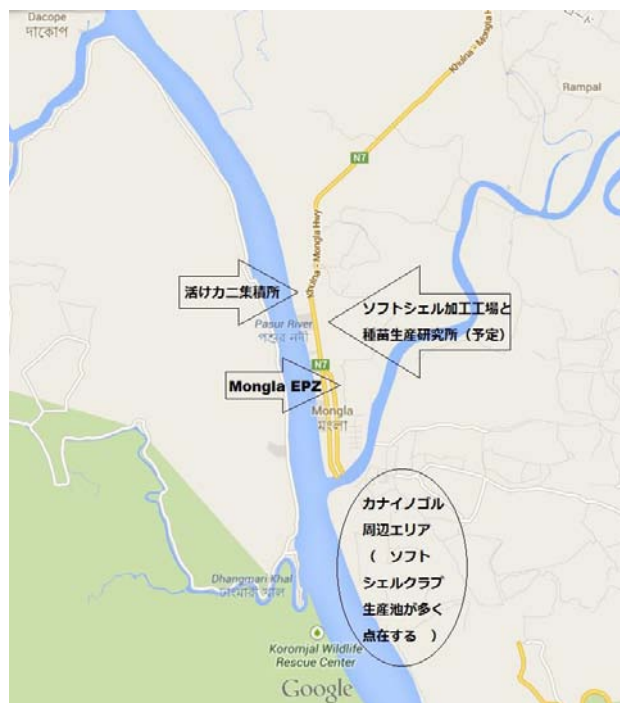 Dacope
দাকোপ
Khulna - Mongla H
Rampal
N7
Khulna - Mongla Hwy
活けカニ集積所
ソフトシェル加工工場と
種苗生産研究所（予定）
Pasur River
পশুর নদী
N7
Mongla EPZ
Mongla
মংলা
カナイノゴル
周辺エリア
（ ソフト
シェルクラブ
生産池が多く
点在する ）
Dhangmari Khal
Koromjal Wildlife
Rescue Center
Google